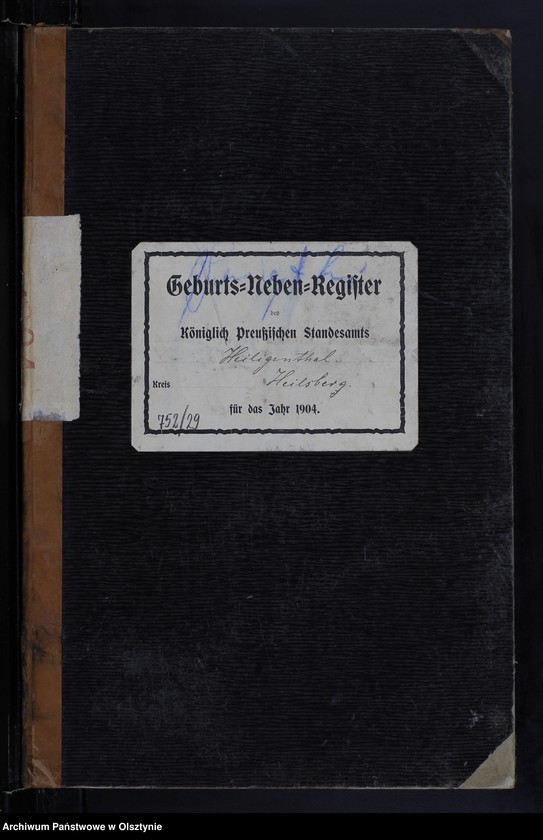 Geburts=Neben=Register
des
Königlich Preußischen Standesamts
Heiligenthal
Kreis Heilsberg
für das Jahr 1904.
752/29
Archiwum Państwowe w Olsztynie